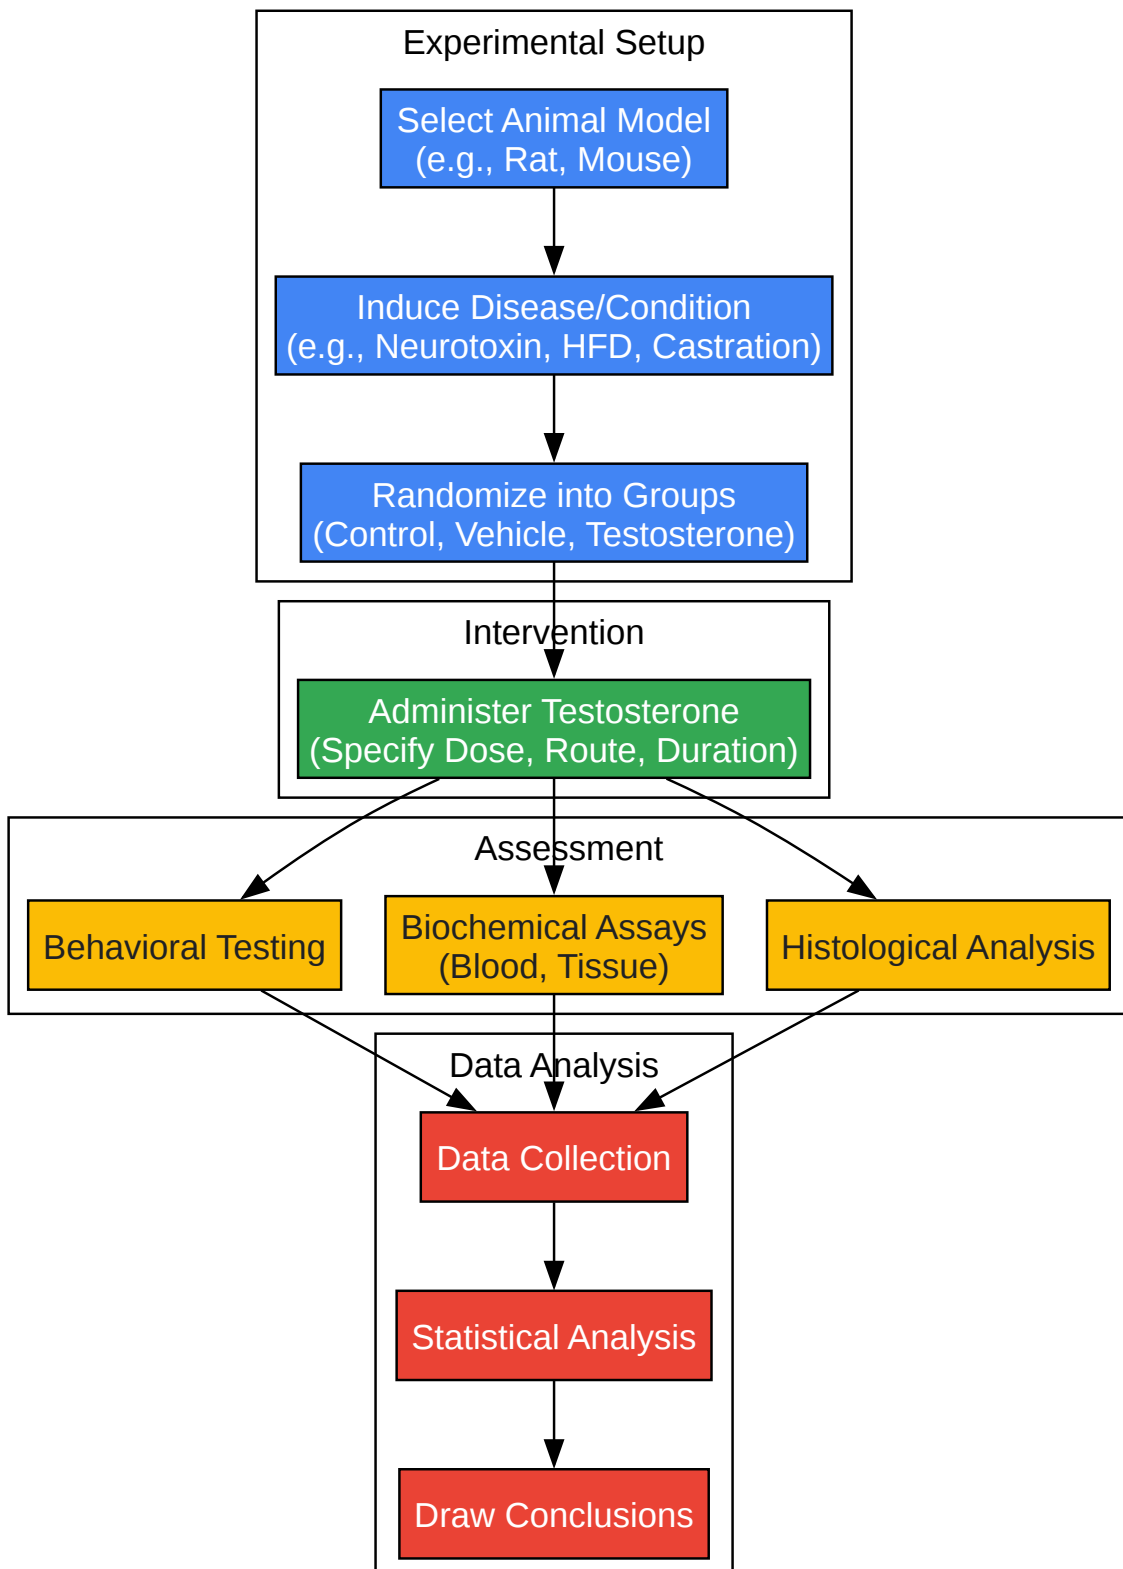 Experimental Setup
Select Animal Model
(e.g., Rat, Mouse)
Induce Disease/Condition
(e.g., Neurotoxin, HFD, Castration)
Randomize into Groups
(Control, Vehicle, Testosterone)
Intervention
Administer Testosterone
(Specify Dose, Route, Duration)
Assessment
Behavioral Testing
Biochemical Assays
(Blood, Tissue)
Histological Analysis
Data Analysis
Data Collection
Statistical Analysis
Draw Conclusions